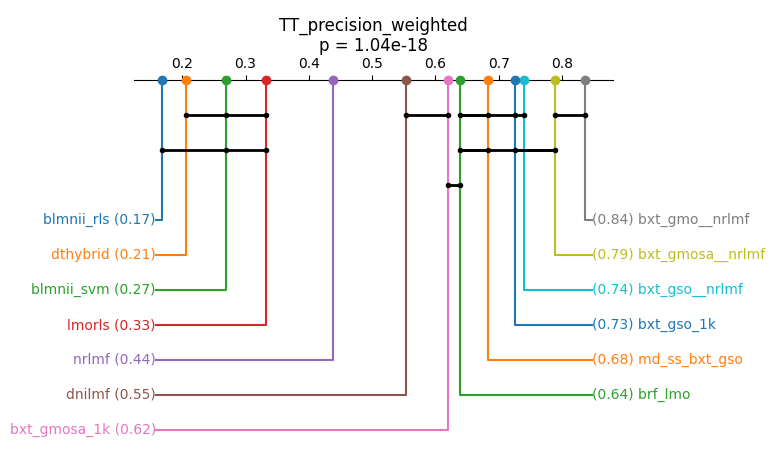 TT_precision_weighted
p = 1.04e-18
0.2 0.3 0.4 0.5 0.6 0.7 0.8
blmnii_rls (0.17)
(0.84) bxt_gmo__nrlmf
dthybrid (0.21)
(0.79) bxt_gmosa__nrlmf
blmnii_svm (0.27)
(0.74) bxt_gso__nrlmf
lmorls (0.33)
(0.73) bxt_gso_1k
nrlmf (0.44)
(0.68) md_ss_bxt_gso
dnilmf (0.55)
(0.64) brf_lmo
bxt_gmosa_1k (0.62)